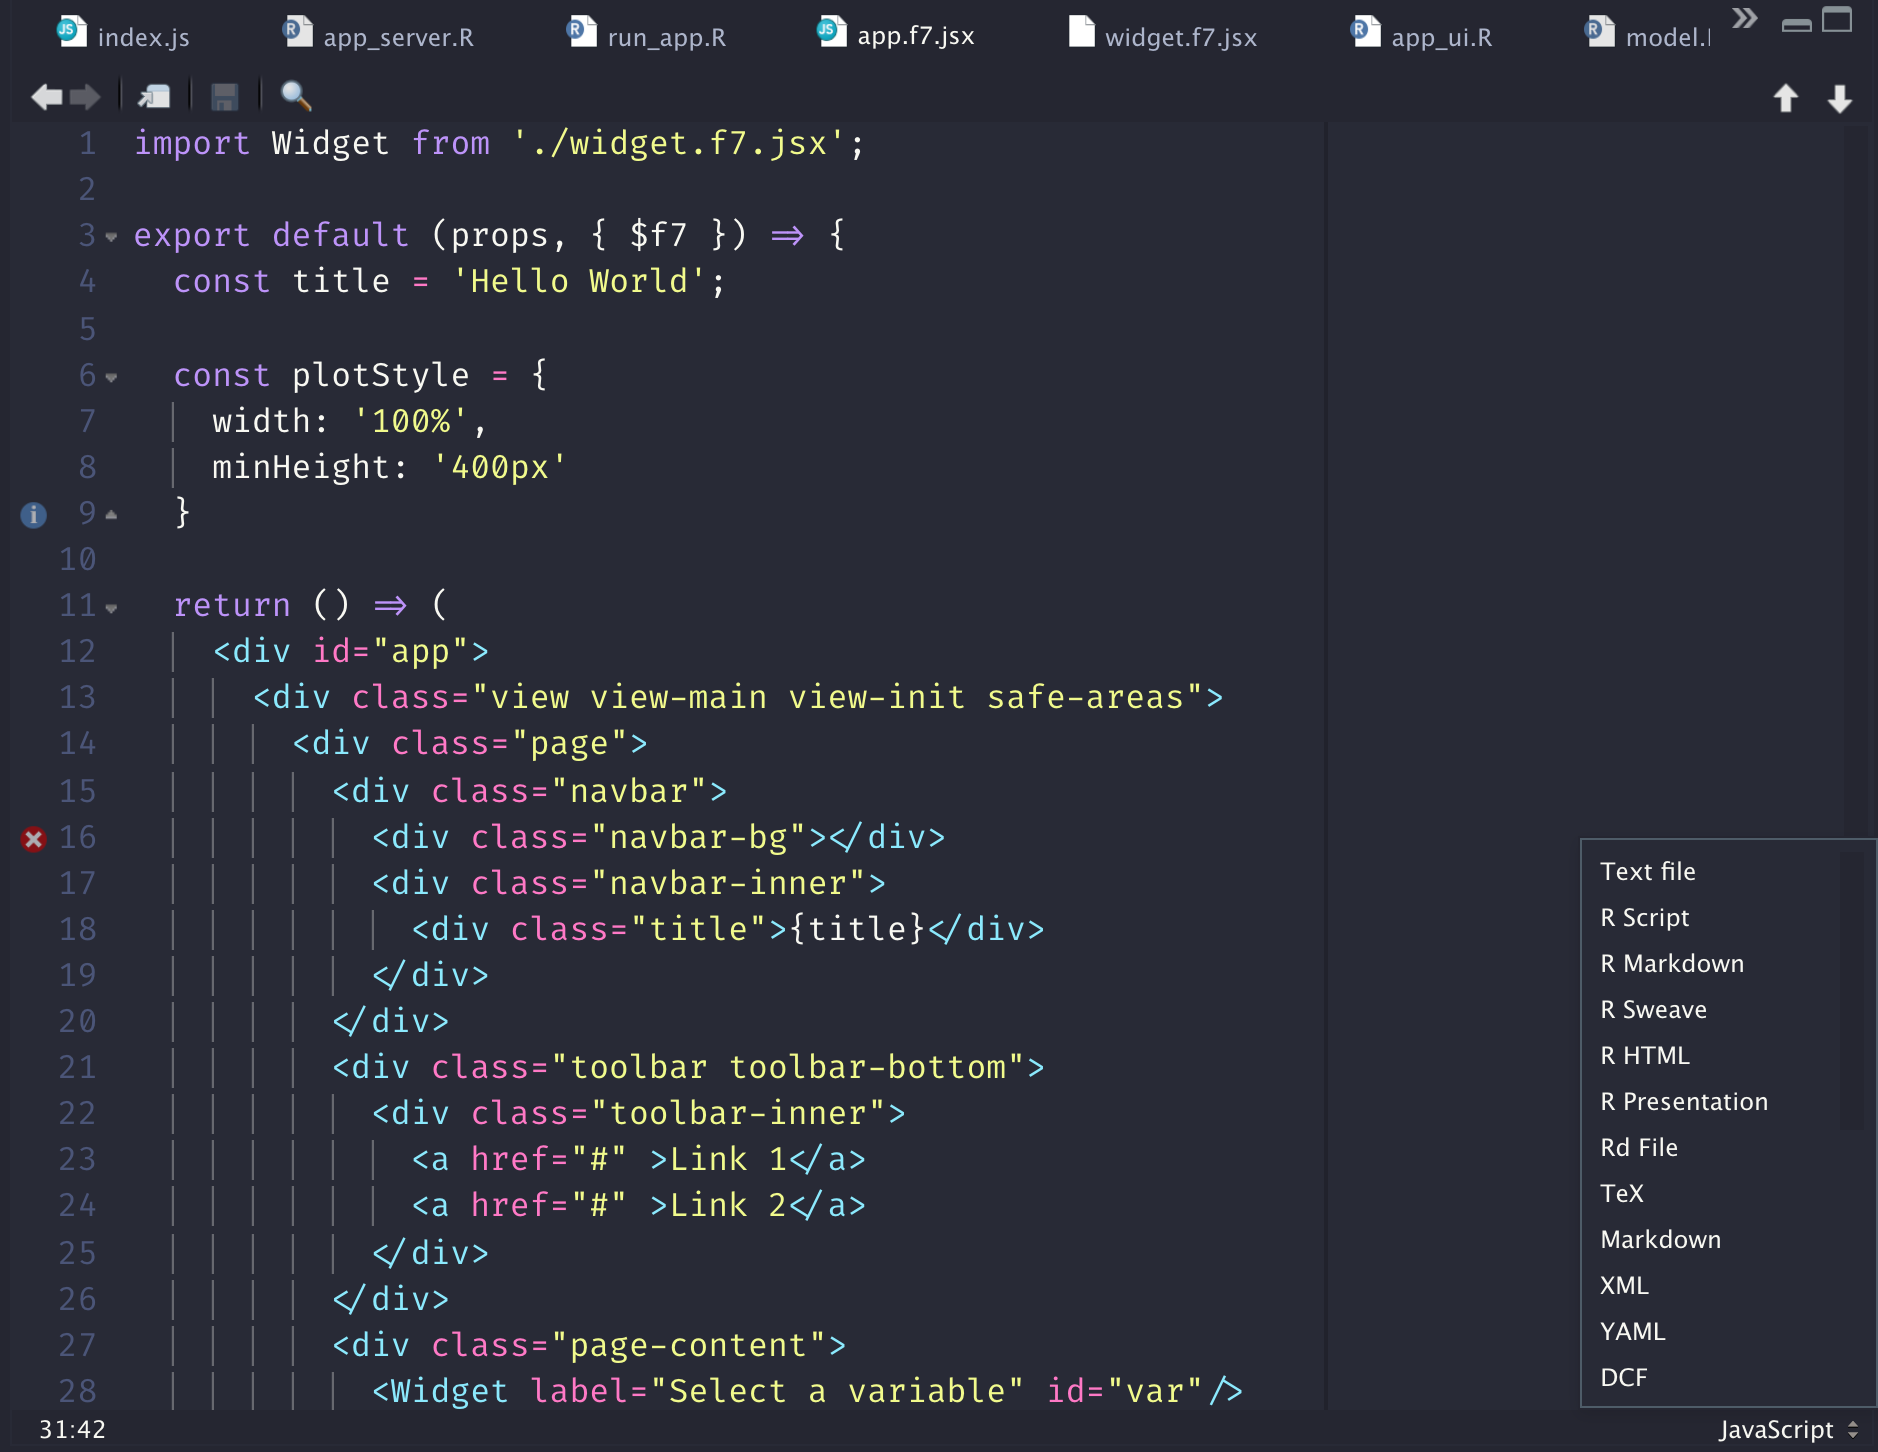 index.js
app_server.R
run_app.R
app.f7.jsx
widget.f7.jsx
app_ui.R
model.
1 import Widget from './widget.f7.jsx';
2
3 export default (props, { $f7 }) => {
4 const title = 'Hello World';
5
6 const plotStyle = {
7 width: '100%',
8 minHeight: '400px'
9 }
10
11 return () => (
12 <div id="app">
13 <div class="view view-main view-init safe-areas">
14 <div class="page">
15 <div class="navbar">
16 <div class="navbar-bg"></div>
17 <div class="navbar-inner">
18 <div class="title">{title}</div>
19 </div>
20 </div>
21 <div class="toolbar toolbar-bottom">
22 <div class="toolbar-inner">
23 <a href="#" >Link 1</a>
24 <a href="#" >Link 2</a>
25 </div>
26 </div>
27 <div class="page-content">
28 <Widget label="Select a variable" id="var"/>
Text file
R Script
R Markdown
R Sweave
R HTML
R Presentation
Rd File
TeX
Markdown
XML
YAML
DCF
31:42
JavaScript